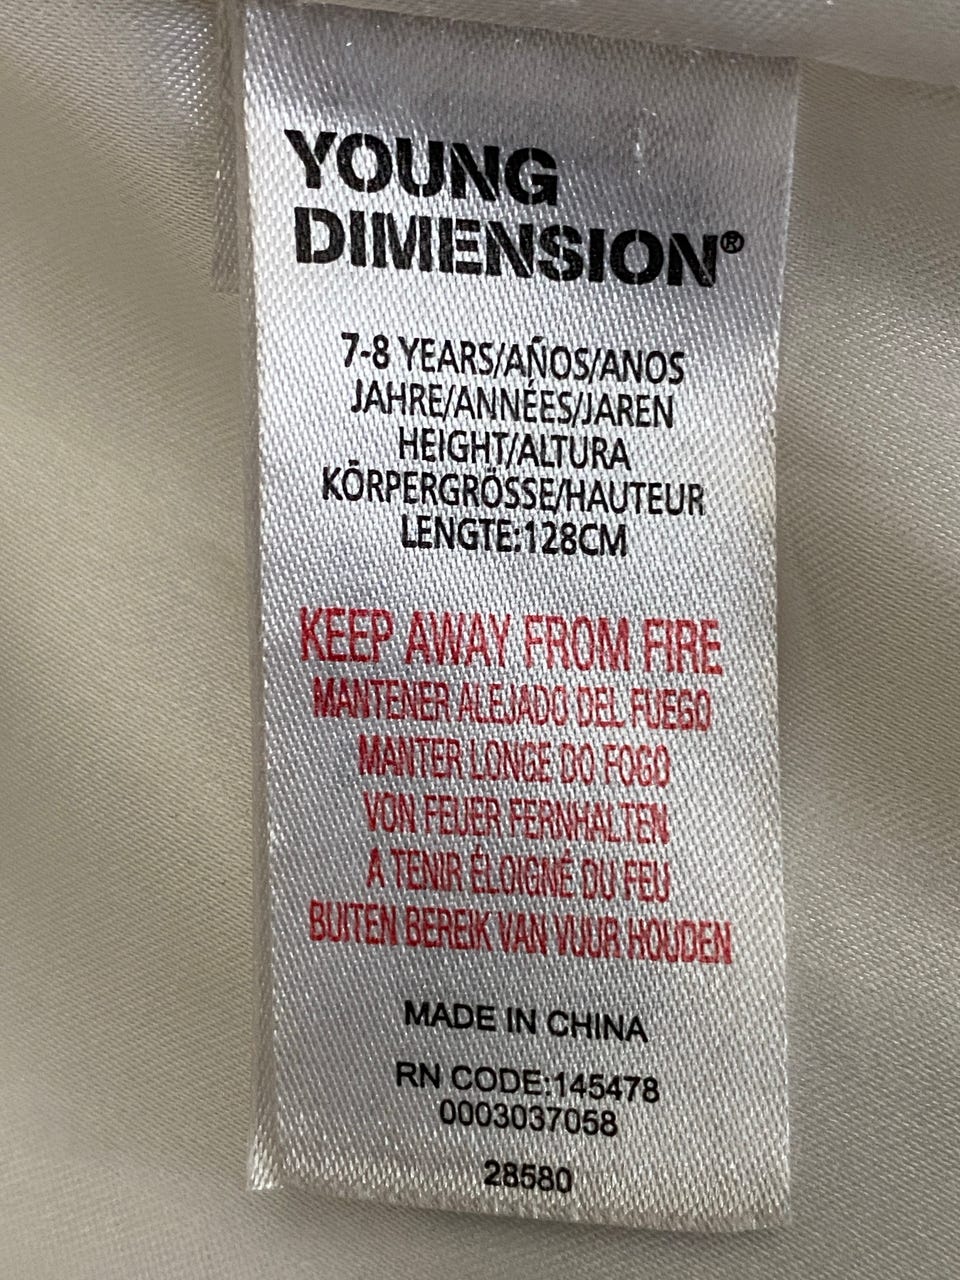 YOUNG
DIMENSION®
7-8 YEARS/AÑOS/ANOS
JAHRE/ANNÉES/JAREN
HEIGHT/ALTURA
KÖRPERGRÖSSE/HAUTEUR
LENGTE:128CM
KEEP AWAY FROM FIRE
MANTENER ALEJADO DEL FUEGO
MANTER LONGE DO FOGO
VON FEUER FERNHALTEN
A TENIR ÉLOIGNÉ DU FEU
BUITEN BEREIK VAN VUUR HOUDEN
MADE IN CHINA
RN CODE:145478
0003037058
28580